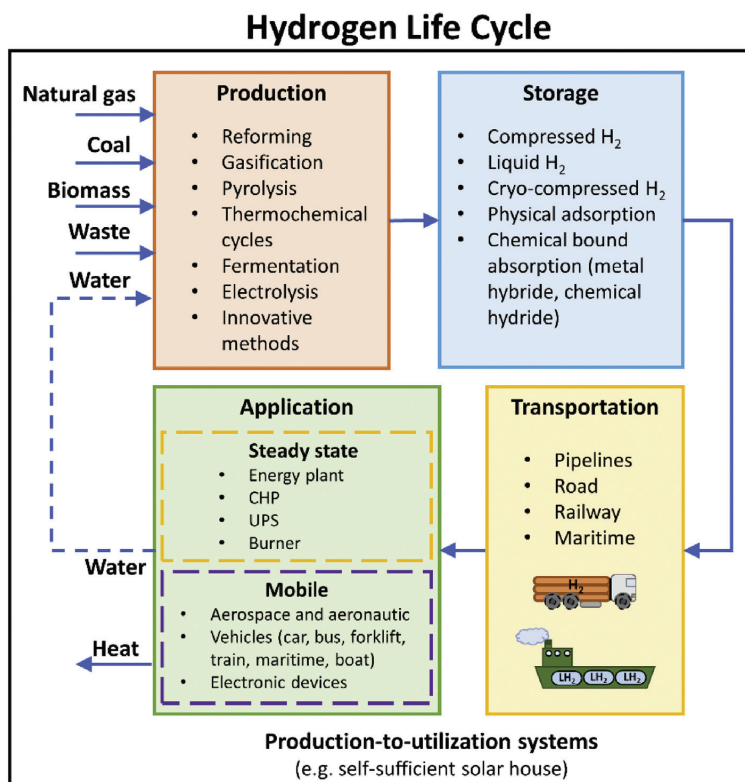 Hydrogen Life Cycle
Natural gas
Coal
Biomass
Waste
Water
Production
• Reforming
• Gasification
• Pyrolysis
• Thermochemical
cycles
• Fermentation
• Electrolysis
• Innovative
methods
Storage
• Compressed H₂
• Liquid H₂
• Cryo-compressed H₂
• Physical adsorption
• Chemical bound
absorption (metal
hybride, chemical
hydride)
Application
Steady state
• Energy plant
• CHP
• UPS
• Burner
Mobile
• Aerospace and aeronautic
• Vehicles (car, bus, forklift,
train, maritime, boat)
• Electronic devices
Water
Heat
Transportation
• Pipelines
• Road
• Railway
• Maritime
H₂
LH₂ LH₂ LH₂
Production-to-utilization systems
(e.g. self-sufficient solar house)